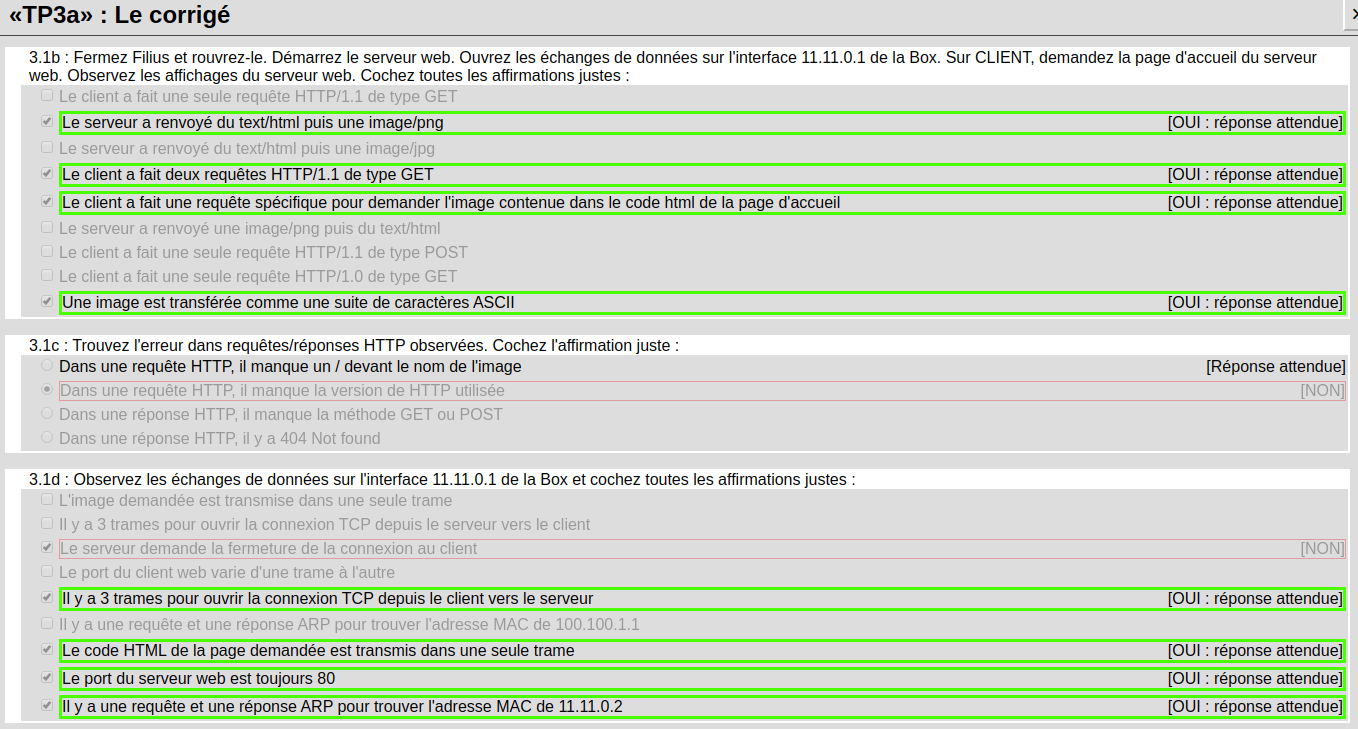 «TP3a» : Le corrigé
3.1b : Fermez Filius et rouvrez-le. Démarrez le serveur web. Ouvrez les échanges de données sur l'interface 11.11.0.1 de la Box. Sur CLIENT, demandez la page d'accueil du serveur
web. Observez les affichages du serveur web. Cochez toutes les affirmations justes :
Le client a fait une seule requête HTTP/1.1 de type GET
Le serveur a renvoyé du text/html puis une image/png [OUI : réponse attendue]
Le serveur a renvoyé du text/html puis une image/jpg
Le client a fait deux requêtes HTTP/1.1 de type GET [OUI : réponse attendue]
Le client a fait une requête spécifique pour demander l'image contenue dans le code html de la page d'accueil [OUI : réponse attendue]
Le serveur a renvoyé une image/png puis du text/html
Le client a fait une seule requête HTTP/1.1 de type POST
Le client a fait une seule requête HTTP/1.0 de type GET
Une image est transférée comme une suite de caractères ASCII [OUI : réponse attendue]
3.1c : Trouvez l'erreur dans requêtes/réponses HTTP observées. Cochez l'affirmation juste :
Dans une requête HTTP, il manque un / devant le nom de l'image [Réponse attendue]
Dans une requête HTTP, il manque la version de HTTP utilisée [NON]
Dans une réponse HTTP, il manque la méthode GET ou POST
Dans une réponse HTTP, il y a 404 Not found
3.1d : Observez les échanges de données sur l'interface 11.11.0.1 de la Box et cochez toutes les affirmations justes :
L'image demandée est transmise dans une seule trame
Il y a 3 trames pour ouvrir la connexion TCP depuis le serveur vers le client
Le serveur demande la fermeture de la connexion au client [NON]
Le port du client web varie d'une trame à l'autre
Il y a 3 trames pour ouvrir la connexion TCP depuis le client vers le serveur [OUI : réponse attendue]
Il y a une requête et une réponse ARP pour trouver l'adresse MAC de 100.100.1.1
Le code HTML de la page demandée est transmis dans une seule trame [OUI : réponse attendue]
Le port du serveur web est toujours 80 [OUI : réponse attendue]
Il y a une requête et une réponse ARP pour trouver l'adresse MAC de 11.11.0.2 [OUI : réponse attendue]